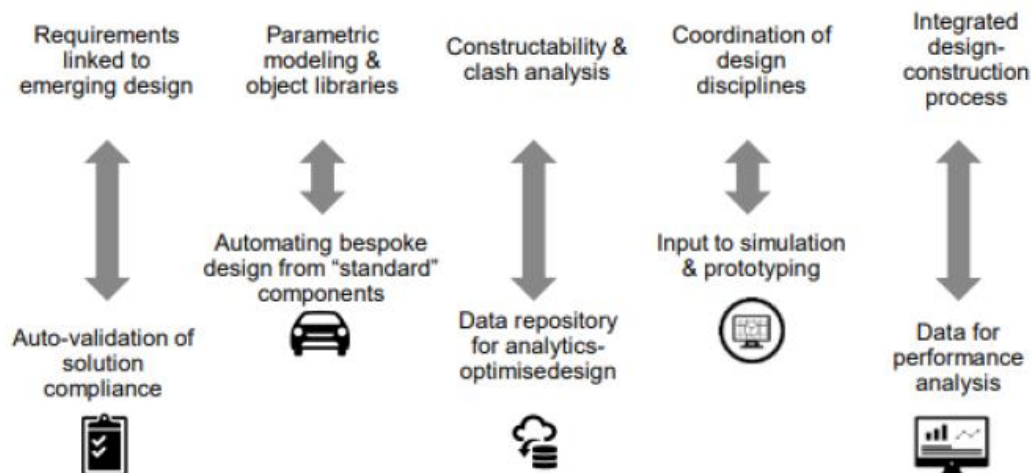 Requirements
linked to
emerging design
Parametric
modeling &
object libraries
Constructability &
clash analysis
Coordination of
design
disciplines
Integrated
design-
construction
process
Automating bespoke
design from “standard”
components
Input to simulation
& prototyping
Auto-validation of
solution
compliance
Data repository
for analytics-
optimisedesign
Data for
performance
analysis